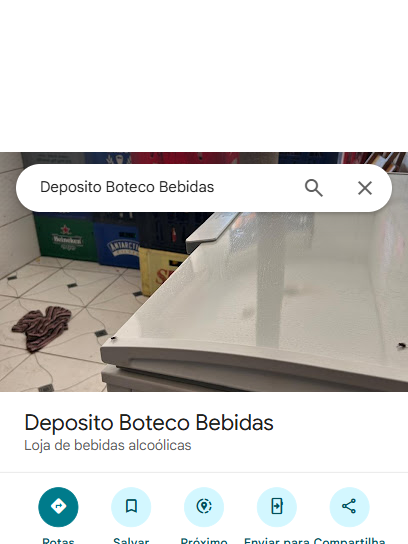 Deposito Boteco Bebidas
Heineken
ANTARCTICA
Deposito Boteco Bebidas
Loja de bebidas alcoólicas
Rotas
Salvar
Próximo
Enviar para
Compartilha